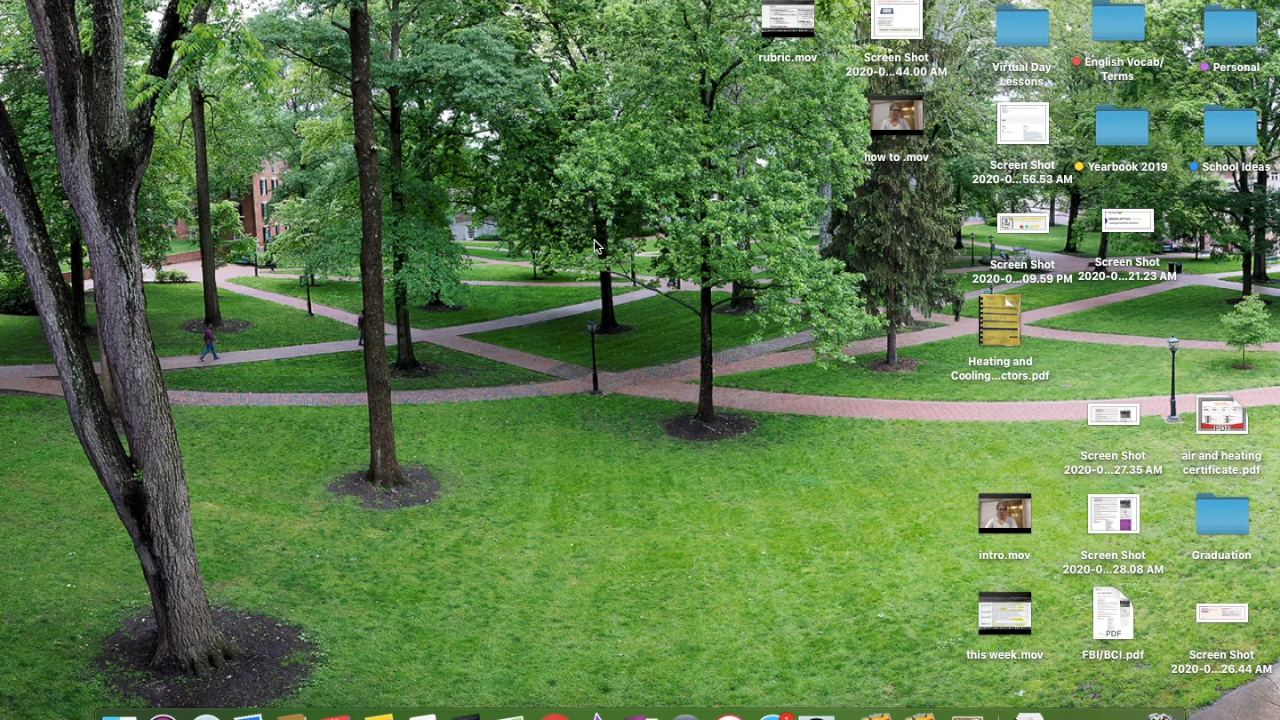 rubric.mov
Screen Shot
2020-0...44.00 AM
Virtual Day
Lessons
English Vocab/
Terms
Personal
how to .mov
Screen Shot
2020-0...56.53 AM
Yearbook 2019
School Ideas
Screen Shot
2020-0...09.59 PM
Screen Shot
2020-0...21.23 AM
Heating and
Cooling...ctors.pdf
Screen Shot
2020-0...27.35 AM
PDF
air and heating
certificate.pdf
intro.mov
Screen Shot
2020-0...28.08 AM
Graduation
this week.mov
PDF
FBI/BCI.pdf
Screen Shot
2020-0...26.44 AM